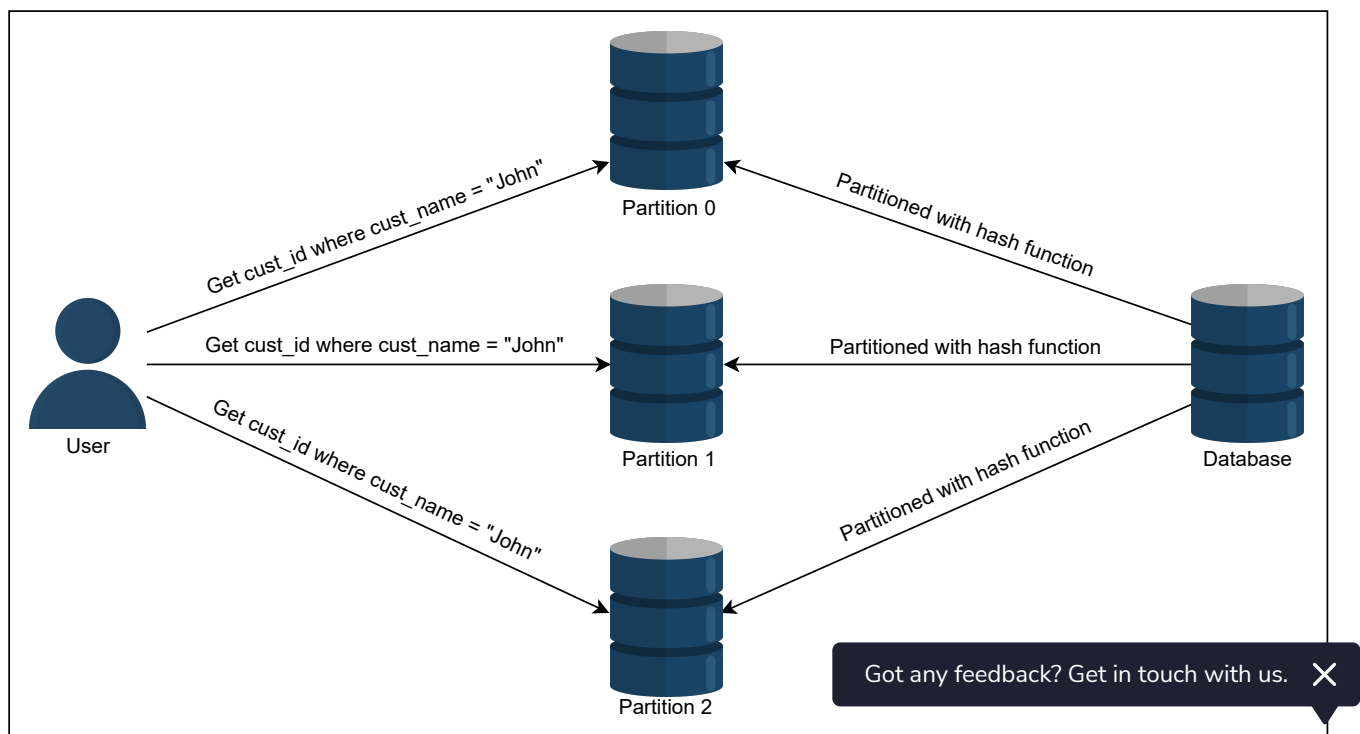 Get cust_id where cust_name = "John"
Partitioned with hash function
Partition 0
Get cust_id where cust_name = "John"
Partitioned with hash function
User
Partition 1
Database
Get cust_id where cust_name = "John"
Partitioned with hash function
Got any feedback? Get in touch with us.
Partition 2